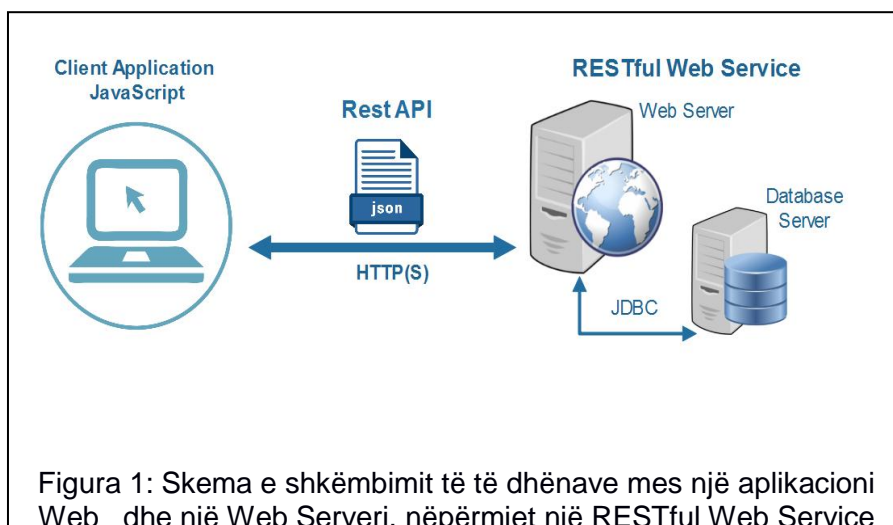 Client Application
JavaScript
Rest API
json
HTTP(S)
RESTful Web Service
Web Server
Database
Server
JDBC
Figura 1: Skema e shkëmbimit të të dhënave mes një aplikacioni
Web dhe një Web Serveri, nëpërmjet një RESTful Web Service